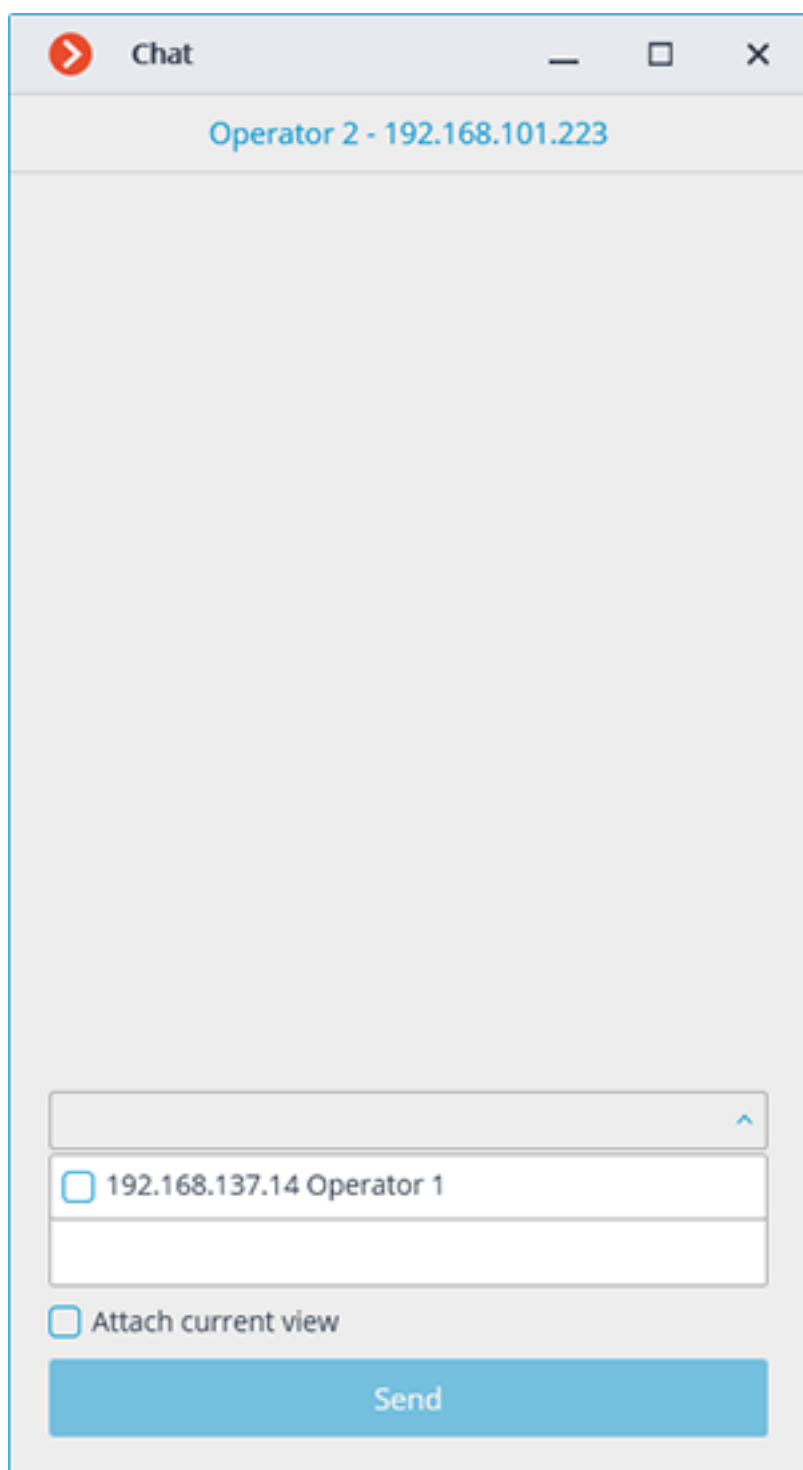 Chat
Operator 2 - 192.168.101.223
192.168.137.14 Operator 1
Attach current view
Send